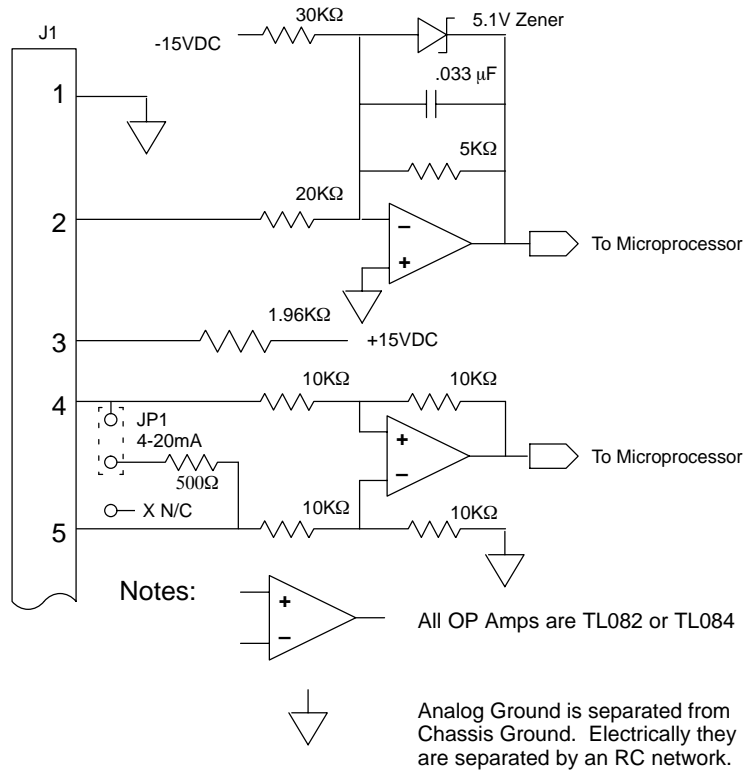 30KΩ
5.1V Zener
J1
-15VDC
.033 μF
1
5KΩ
20KΩ
2
−
+
To Microprocessor
1.96KΩ
3
+15VDC
10KΩ
10KΩ
4
JP1
4-20mA
+
−
To Microprocessor
500Ω
X N/C
10KΩ
10KΩ
5
Notes:
+
−
All OP Amps are TL082 or TL084
Analog Ground is separated from
Chassis Ground. Electrically they
are separated by an RC network.